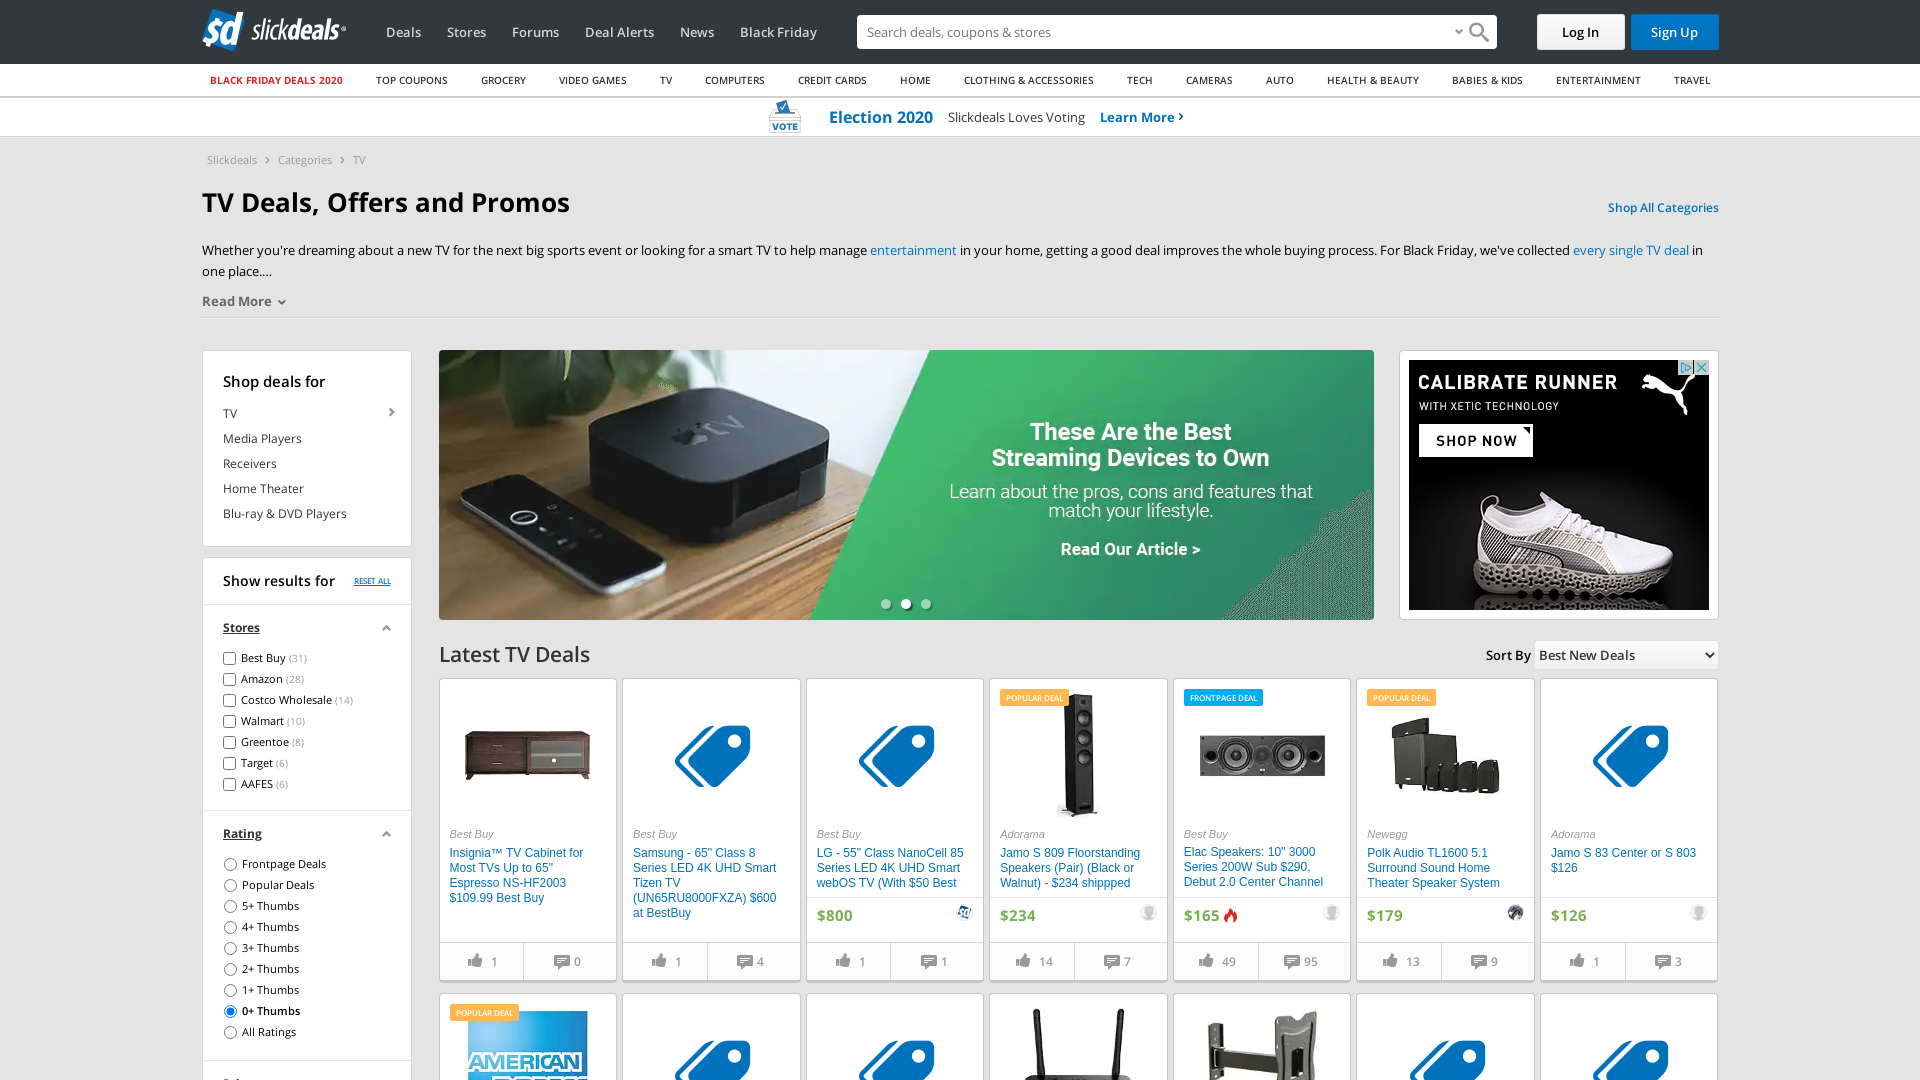 slickdeals
Deals
Stores
Forums
Deal Alerts
News
Black Friday
Search deals, coupons & stores
Log In
Sign Up
BLACK FRIDAY DEALS 2020
TOP COUPONS
GROCERY
VIDEO GAMES
TV
COMPUTERS
CREDIT CARDS
HOME
CLOTHING & ACCESSORIES
TECH
CAMERAS
AUTO
HEALTH & BEAUTY
BABIES & KIDS
ENTERTAINMENT
TRAVEL
VOTE
Election 2020
Slickdeals Loves Voting
Learn More
Slickdeals
Categories
TV
TV Deals, Offers and Promos
Shop All Categories
Whether you're dreaming about a new TV for the next big sports event or looking for a smart TV to help manage entertainment in your home, getting a good deal improves the whole buying process. For Black Friday, we've collected every single TV deal in
one place....
Read More
Shop deals for
TV
Media Players
Receivers
Home Theater
Blu-ray & DVD Players
Show results for
RESET ALL
Stores
Best Buy (31)
Amazon (28)
Costco Wholesale (14)
Walmart (10)
Greentoe (8)
Target (6)
AAFES (6)
Rating
Frontpage Deals
Popular Deals
5+ Thumbs
4+ Thumbs
3+ Thumbs
2+ Thumbs
1+ Thumbs
0+ Thumbs
All Ratings
tv
These Are the Best
Streaming Devices to Own
Learn about the pros, cons and features that
match your lifestyle.
Read Our Article >
CALIBRATE RUNNER
WITH XETIC TECHNOLOGY
SHOP NOW
Latest TV Deals
Sort By
Best New Deals
Best Buy
Insignia™ TV Cabinet for
Most TVs Up to 65"
Espresso NS-HF2003
$109.99 Best Buy
1
0
Best Buy
Samsung - 65" Class 8
Series LED 4K UHD Smart
Tizen TV
(UN65RU8000FXZA) $600
at BestBuy
1
4
Best Buy
LG - 55" Class NanoCell 85
Series LED 4K UHD Smart
webOS TV (With $50 Best
$800
1
1
POPULAR DEAL
Adorama
Jamo S 809 Floorstanding
Speakers (Pair) (Black or
Walnut) - $234 shippped
$234
14
7
FRONTPAGE DEAL
Best Buy
Elac Speakers: 10" 3000
Series 200W Sub $290,
Debut 2.0 Center Channel
$165
49
95
POPULAR DEAL
Newegg
Polk Audio TL1600 5.1
Surround Sound Home
Theater Speaker System
$179
13
9
Adorama
Jamo S 83 Center or S 803
$126
$126
1
3
POPULAR DEAL
AMERICAN